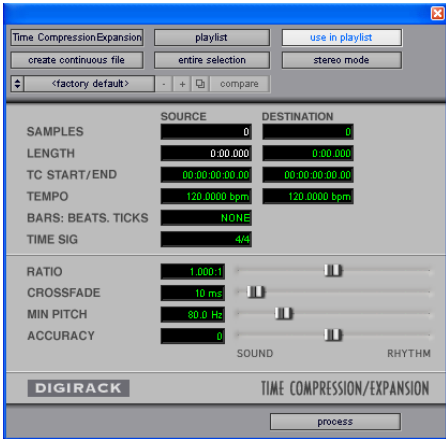 Time Compression Expansion playlist use in playlist
create continuous file entire selection stereo mode
<factory default> - + compare
SOURCE DESTINATION
SAMPLES 0 0
LENGTH 0:00.000 0:00.000
TC START/END 00:00:00:00.00 00:00:00:00.00
TEMPO 120.0000 bpm 120.0000 bpm
BARS: BEATS. TICKS NONE
TIME SIG 4/4
RATIO 1.000:1
CROSSFADE 10 ms
MIN PITCH 80.0 Hz
ACCURACY 0
SOUND RHYTHM
DIGIRACK TIME COMPRESSION/EXPANSION
process